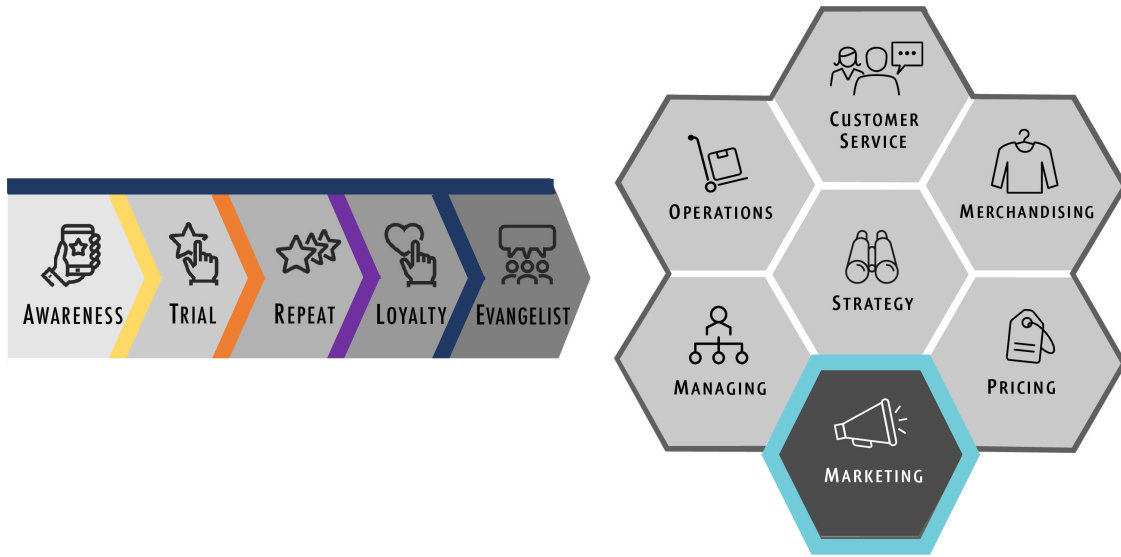 AWARENESS
TRIAL
REPEAT
LOYALTY
EVANGELIST
CUSTOMER
SERVICE
OPERATIONS
MERCHANDISING
STRATEGY
MANAGING
PRICING
MARKETING